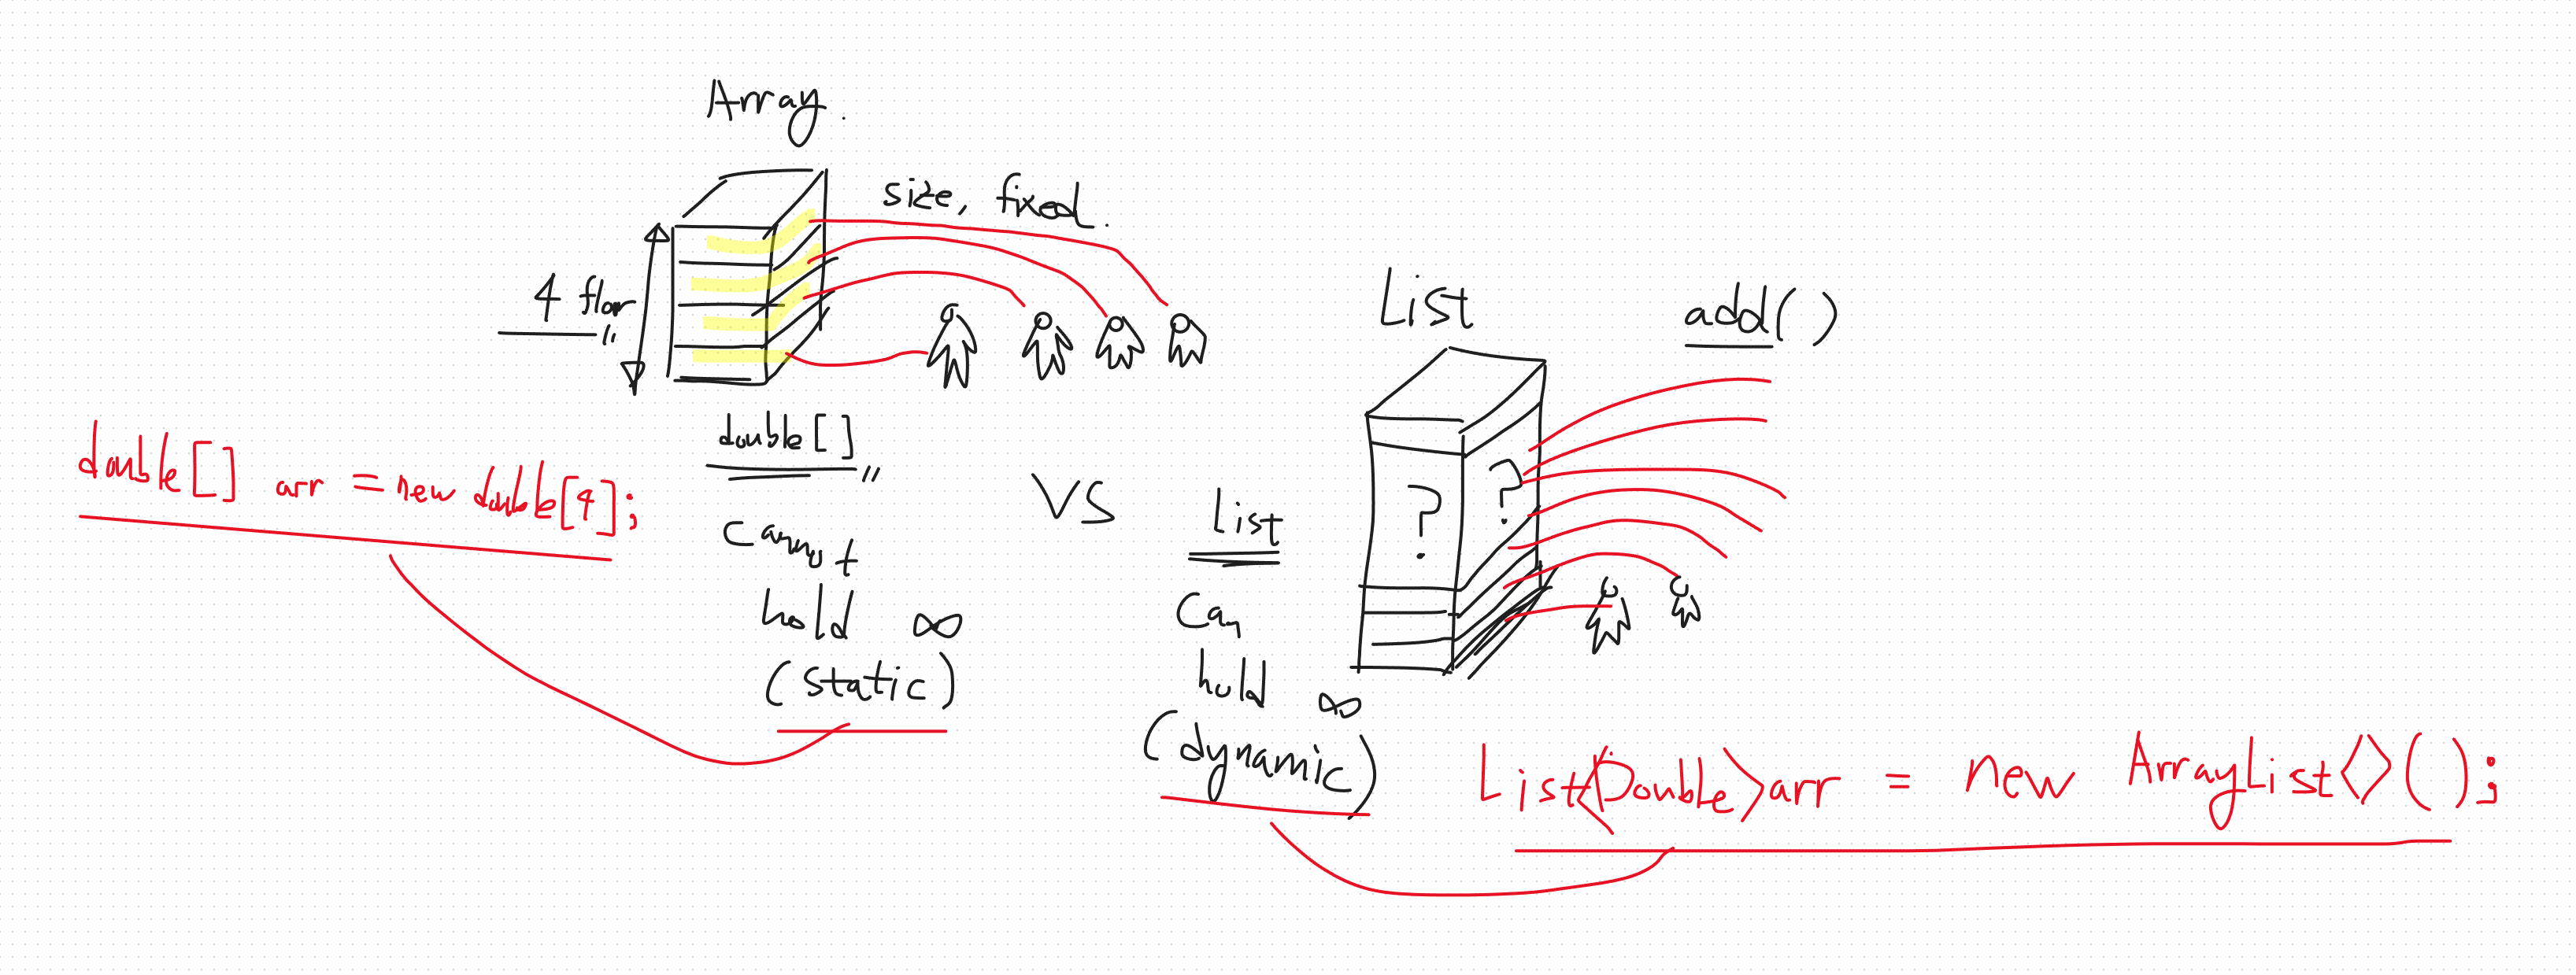 Array.
size, fixed.
4 floor
double[]
double[] arr = new double[4];
cannot
hold ∞
(static)
VS
List
add()
?
?
List
can
hold ∞
(dynamic)
List<Double> arr = new ArrayList<>();